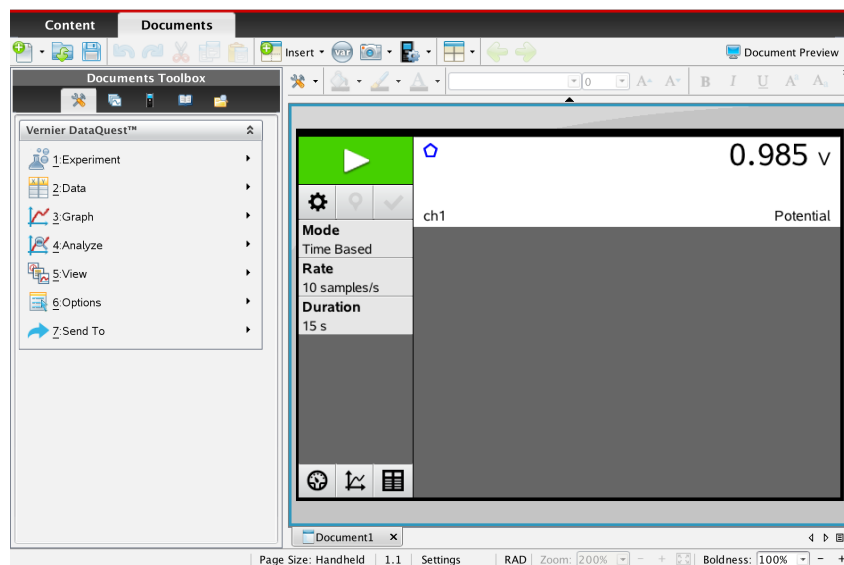 Content
Documents
Insert
var
Document Preview
Documents Toolbox
0
A
A
A
B
I
U
A
A
Vernier DataQuest™
1:Experiment
2:Data
3:Graph
4:Analyze
5:View
6:Options
7:Send To
0.985 V
ch1
Potential
Mode
Time Based
Rate
10 samples/s
Duration
15 s
Document1
Page Size: Handheld
1.1
Settings
RAD
Zoom: 200%
Boldness: 100%